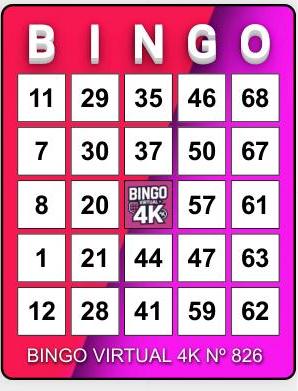 B I N G O
11 29 35 46 68
7 30 37 50 67
8 20 BINGO VIRTUAL 4K 57 61
1 21 44 47 63
12 28 41 59 62
BINGO VIRTUAL 4K Nº 826